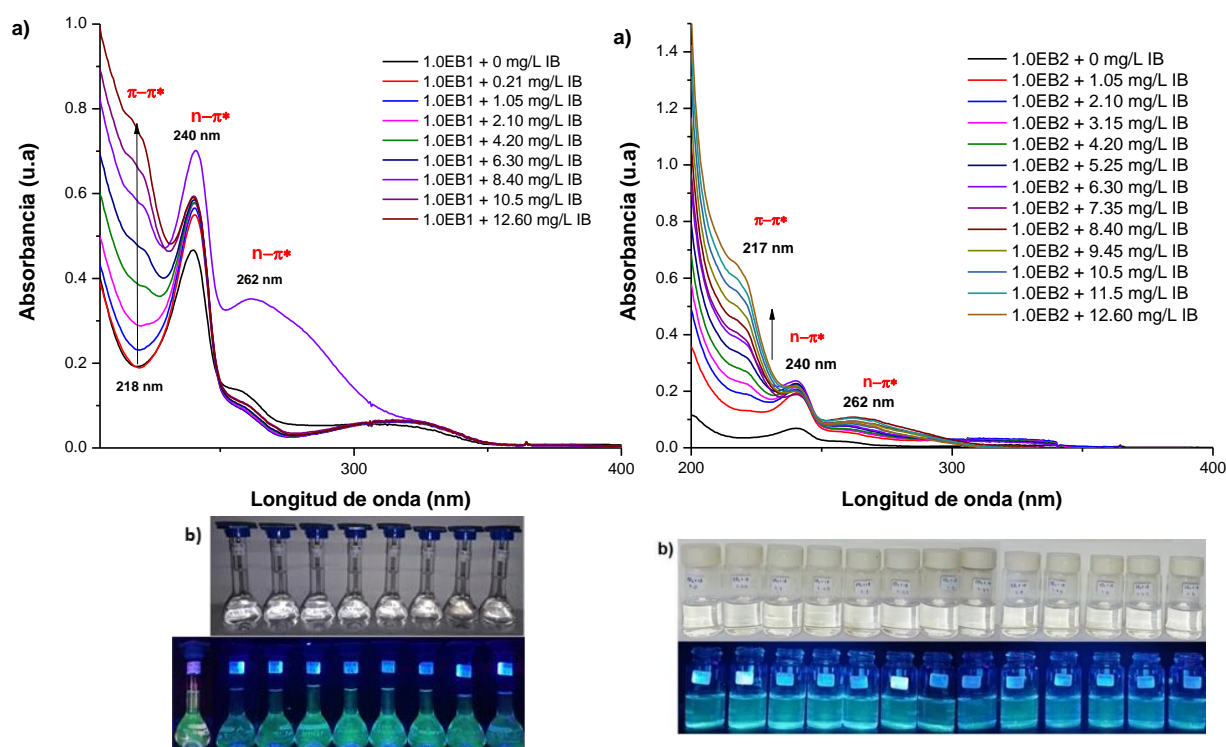 a)
1.0
0.8
0.6
0.4
0.2
0.0
Absorbancia (u.a)
300
400
Longitud de onda (nm)
π−π*
n−π*
240 nm
n−π*
262 nm
218 nm
1.0EB1 + 0 mg/L IB
1.0EB1 + 0.21 mg/L IB
1.0EB1 + 1.05 mg/L IB
1.0EB1 + 2.10 mg/L IB
1.0EB1 + 4.20 mg/L IB
1.0EB1 + 6.30 mg/L IB
1.0EB1 + 8.40 mg/L IB
1.0EB1 + 10.5 mg/L IB
1.0EB1 + 12.60 mg/L IB
b)
a)
1.4
1.2
1.0
0.8
0.6
0.4
0.2
0.0
Absorbancia (u.a)
200
300
400
Longitud de onda (nm)
π−π*
217 nm
n−π*
240 nm
n−π*
262 nm
1.0EB2 + 0 mg/L IB
1.0EB2 + 1.05 mg/L IB
1.0EB2 + 2.10 mg/L IB
1.0EB2 + 3.15 mg/L IB
1.0EB2 + 4.20 mg/L IB
1.0EB2 + 5.25 mg/L IB
1.0EB2 + 6.30 mg/L IB
1.0EB2 + 7.35 mg/L IB
1.0EB2 + 8.40 mg/L IB
1.0EB2 + 9.45 mg/L IB
1.0EB2 + 10.5 mg/L IB
1.0EB2 + 11.5 mg/L IB
1.0EB2 + 12.60 mg/L IB
b)